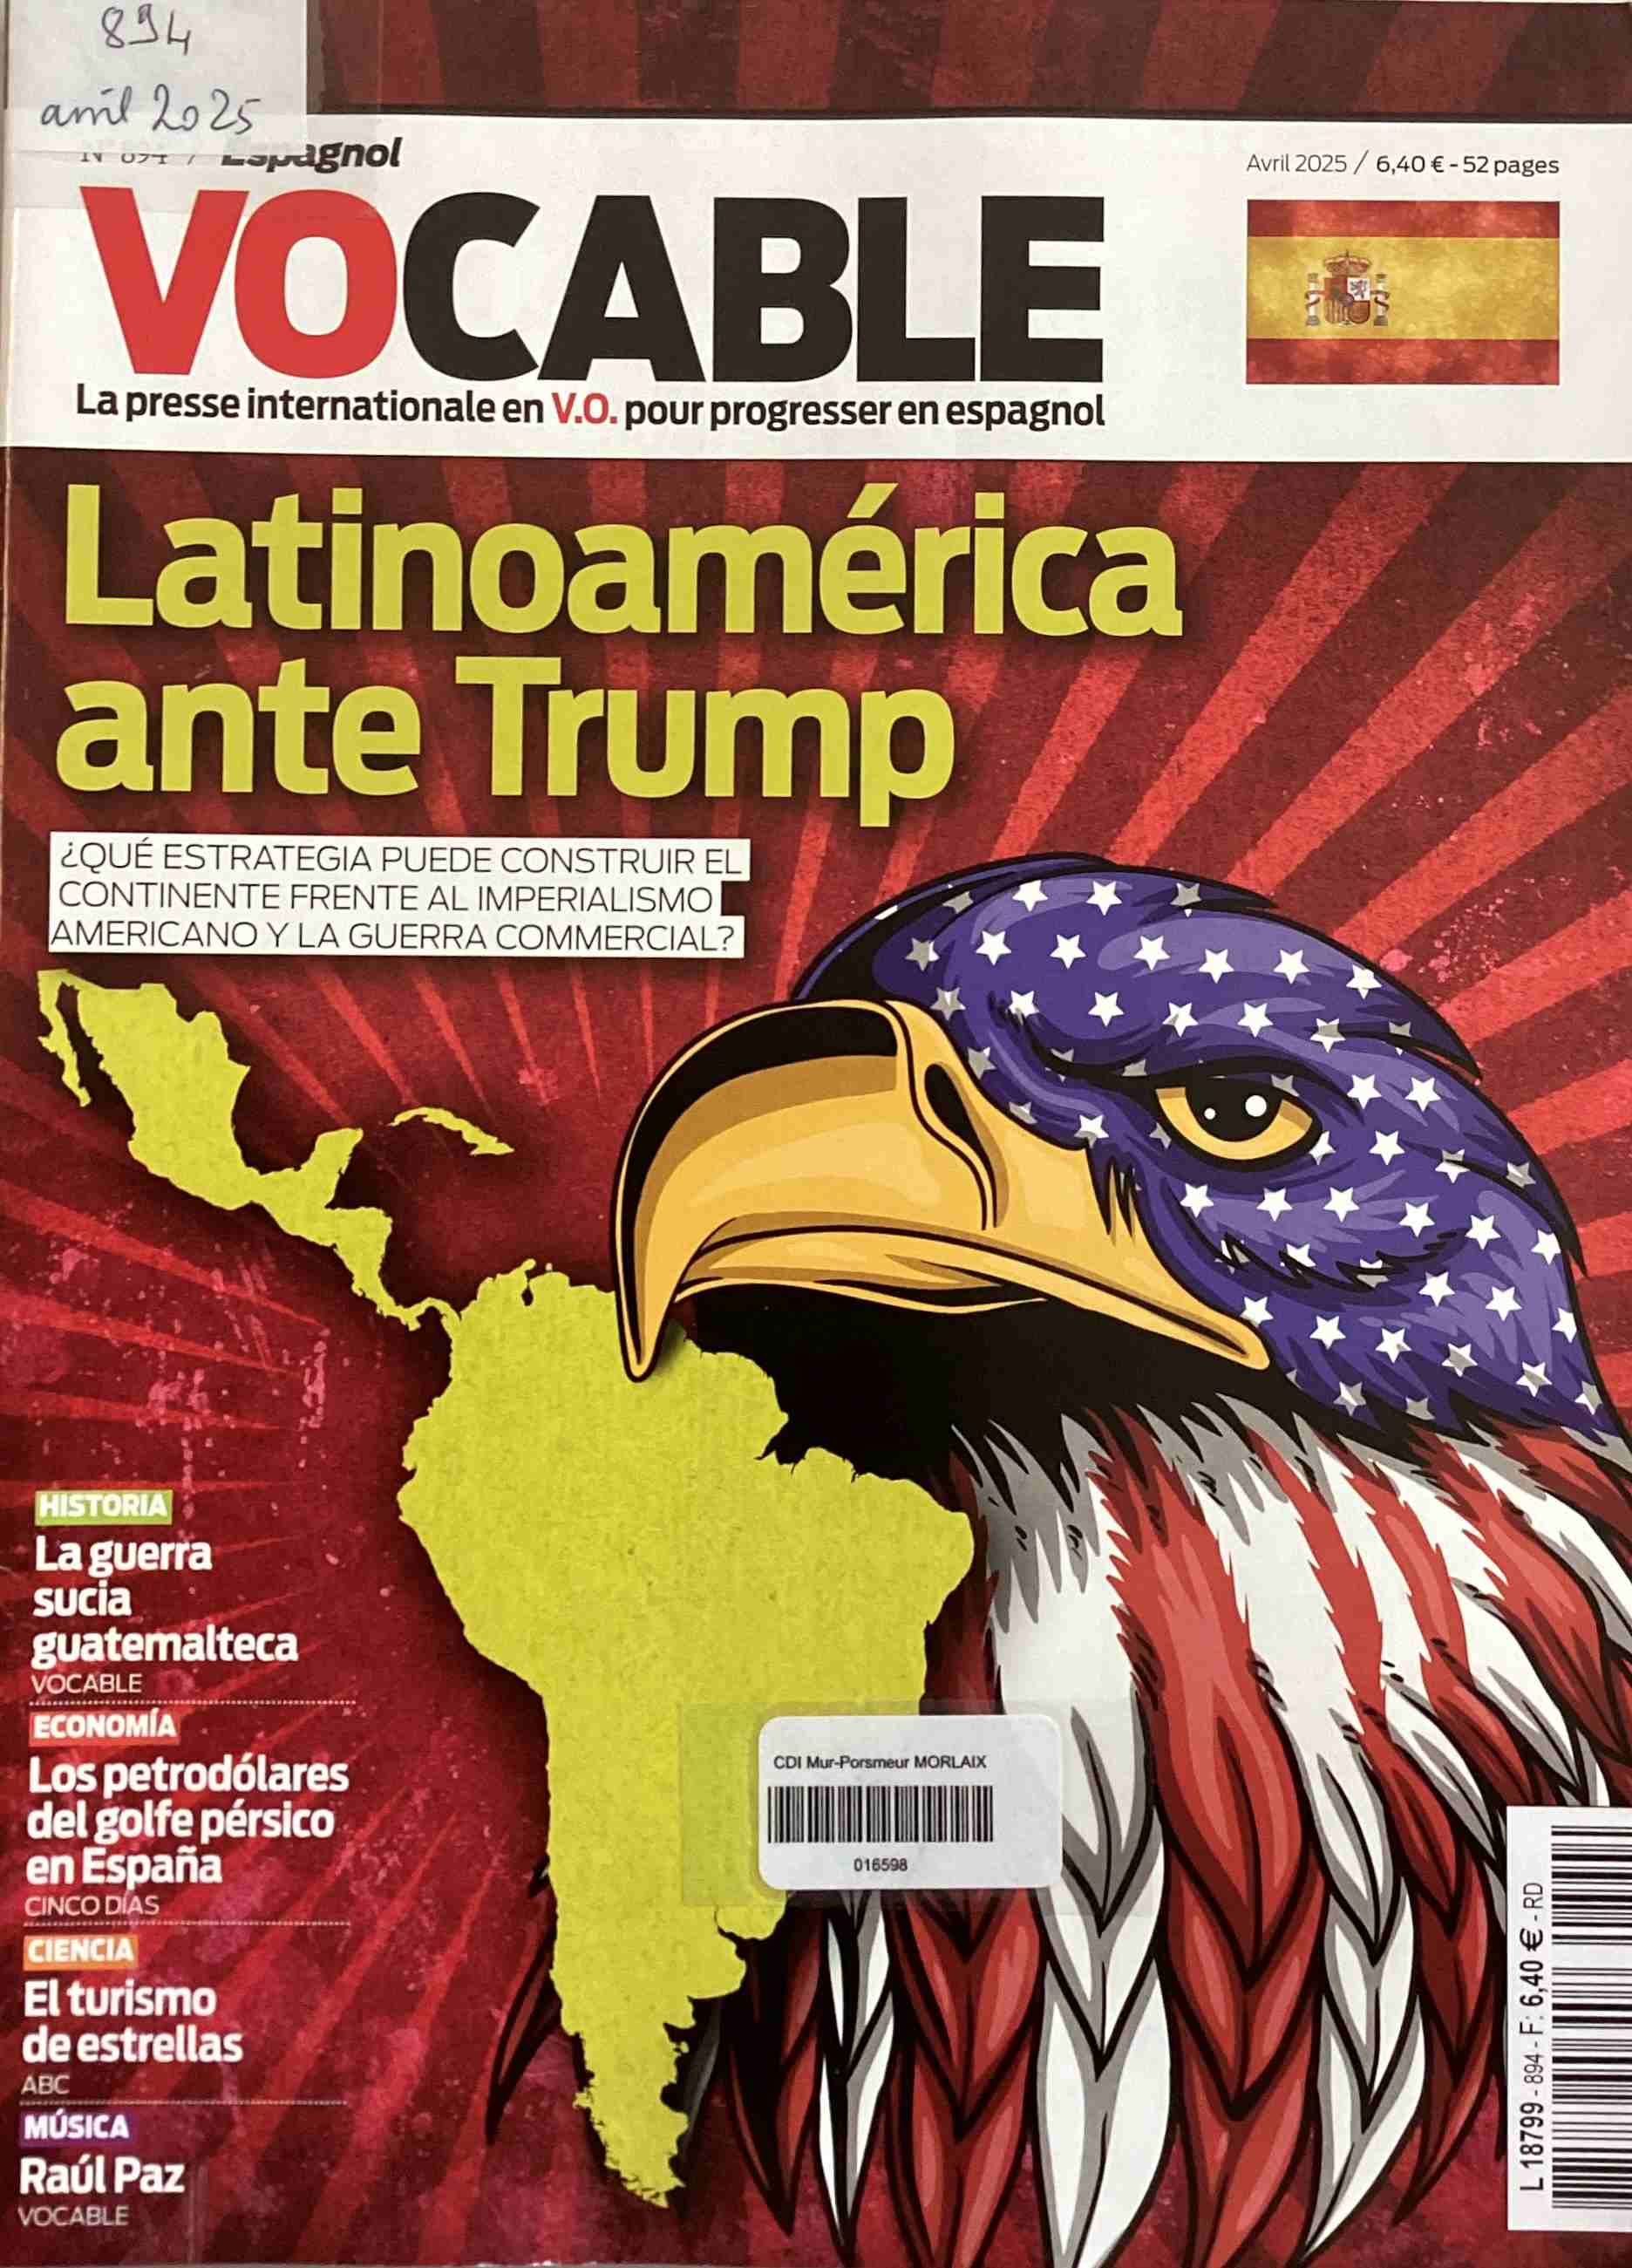 894
avril 2025
N° 894 / Espagnol
Avril 2025 / 6,40 € - 52 pages
VOCABLE
La presse internationale en V.O. pour progresser en espagnol
Latinoamérica
ante Trump
¿QUÉ ESTRATEGIA PUEDE CONSTRUIR EL
CONTINENTE FRENTE AL IMPERIALISMO
AMERICANO Y LA GUERRA COMMERCIAL?
HISTORIA
La guerra
sucia
guatemalteca
VOCABLE
ECONOMÍA
Los petrodólares
del golfe pérsico
en España
CINCO DÍAS
CIENCIA
El turismo
de estrellas
ABC
MÚSICA
Raúl Paz
VOCABLE
CDI Mur-Porsmeur MORLAIX
016598
L 18799 - 894 - F: 6,40 € - RD